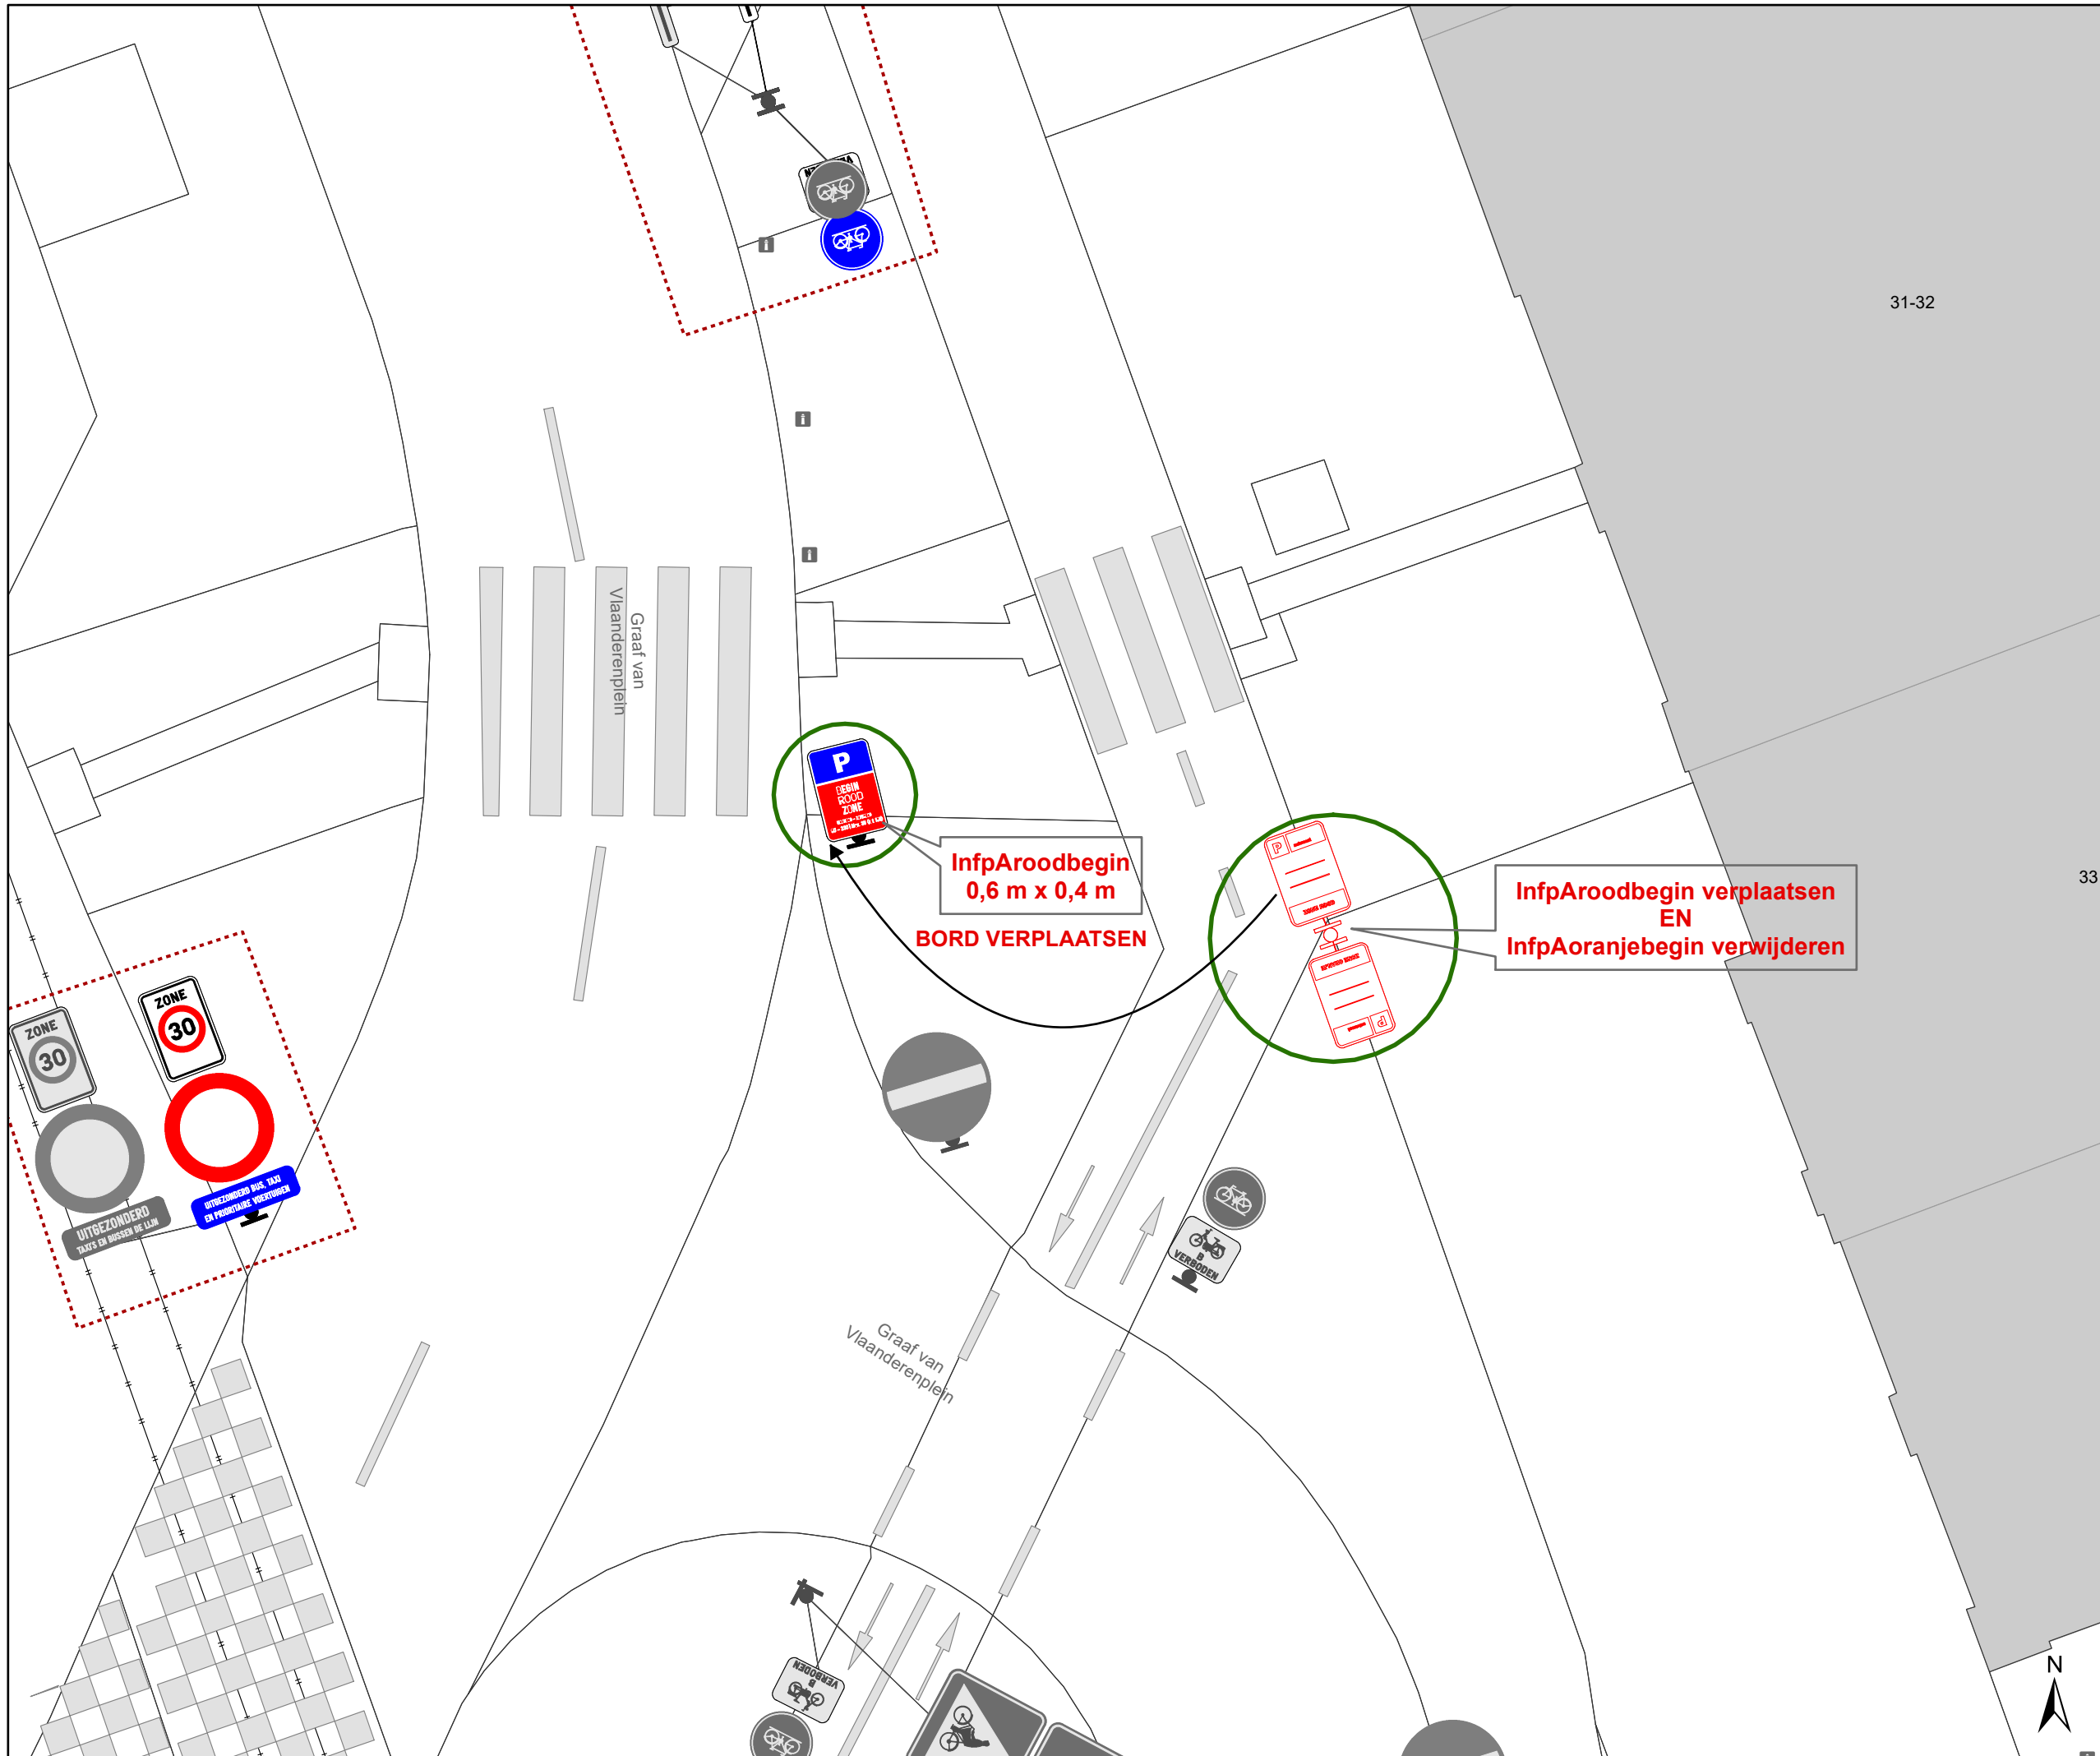 31-32
Graaf van
Vlaanderenplein
P
BEGIN
ROOD
ZONE
InfpAroodbegin
0,6 m x 0,4 m
BORD VERPLAATSEN
P
InfpAroodbegin verplaatsen
EN
InfpAoranjebegin verwijderen
P
33
ZONE
30
ZONE
30
UITGEZONDERD
TAXI'S EN BUSSEN DE LIJN
UITGEZONDERD BUS, TAXI
EN PRIORITAIRE VOERTUIGEN
B
VERBODEN
Graaf van
Vlaanderenplein
B
VERBODEN
N